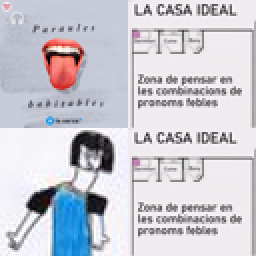 Paraules
habitables
LA CASA IDEAL
Zona de pensar en
les combinacions de
pronoms febles
LA CASA IDEAL
Zona de pensar en
les combinacions de
pronoms febles